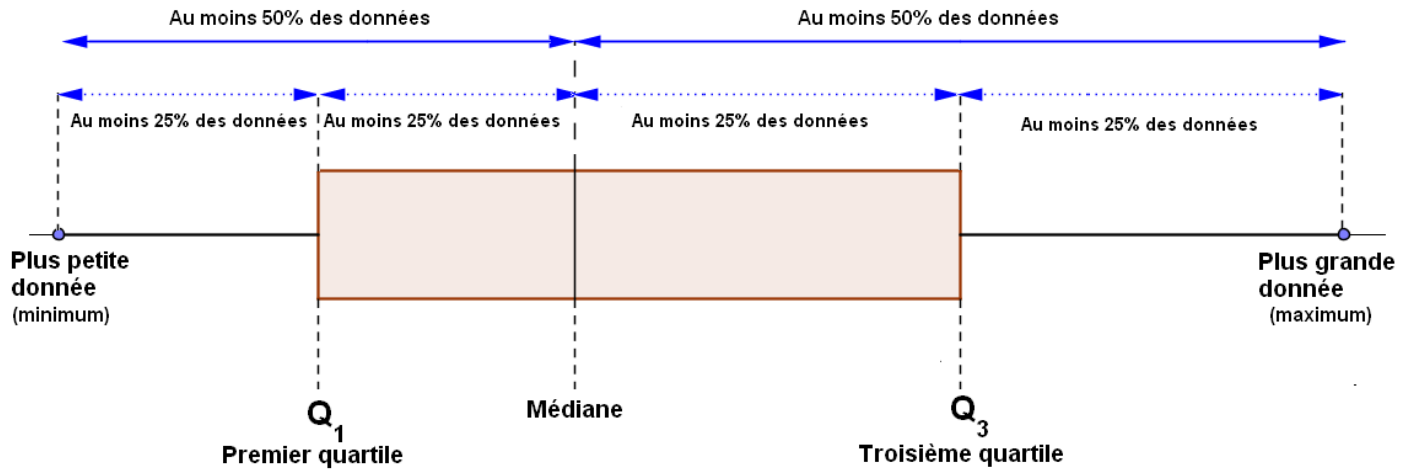 Au moins 50% des données
Au moins 50% des données
Au moins 25% des données
Au moins 25% des données
Au moins 25% des données
Au moins 25% des données
Plus petite
donnée
(minimum)
Plus grande
donnée
(maximum)
Q1
Premier quartile
Médiane
Q3
Troisième quartile